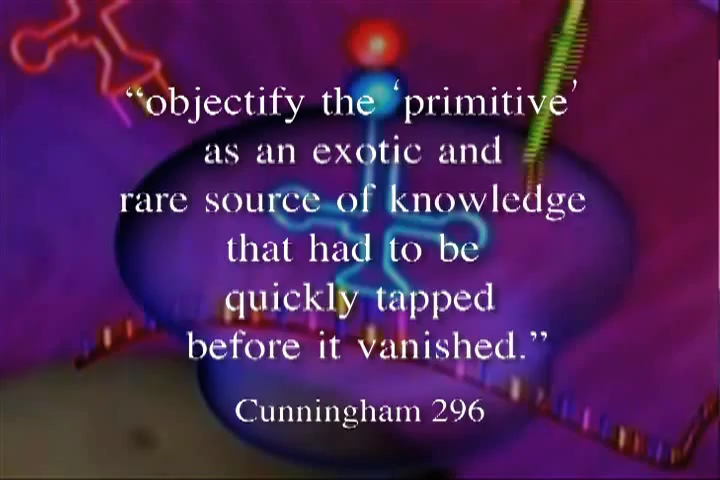 “objectify the ‘primitive’
as an exotic and
rare source of knowledge
that had to be
quickly tapped
before it vanished.”
Cunningham 296